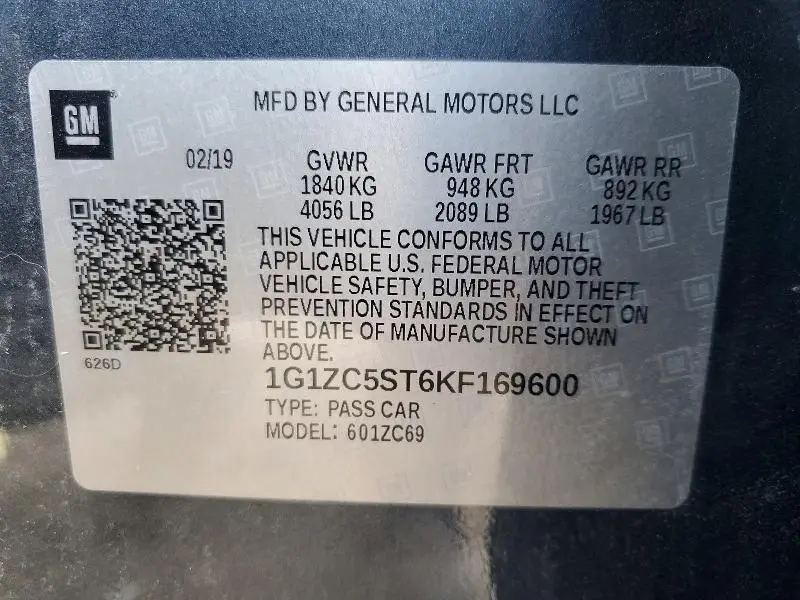 GM
MFD BY GENERAL MOTORS LLC
02/19 GVWR GAWR FRT GAWR RR
1840 KG 948 KG 892 KG
4056 LB 2089 LB 1967 LB
THIS VEHICLE CONFORMS TO ALL
APPLICABLE U.S. FEDERAL MOTOR
VEHICLE SAFETY, BUMPER, AND THEFT
PREVENTION STANDARDS IN EFFECT ON
THE DATE OF MANUFACTURE SHOWN
ABOVE.
626D
1G1ZC5ST6KF169600
TYPE: PASS CAR
MODEL: 601ZC69